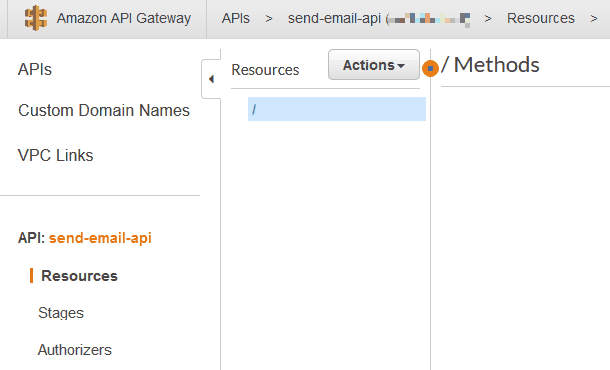 Amazon API Gateway APIs > send-email-api ( > Resources >
APIs
Custom Domain Names
VPC Links
API: send-email-api
Resources
Stages
Authorizers
Resources Actions
/
/ Methods